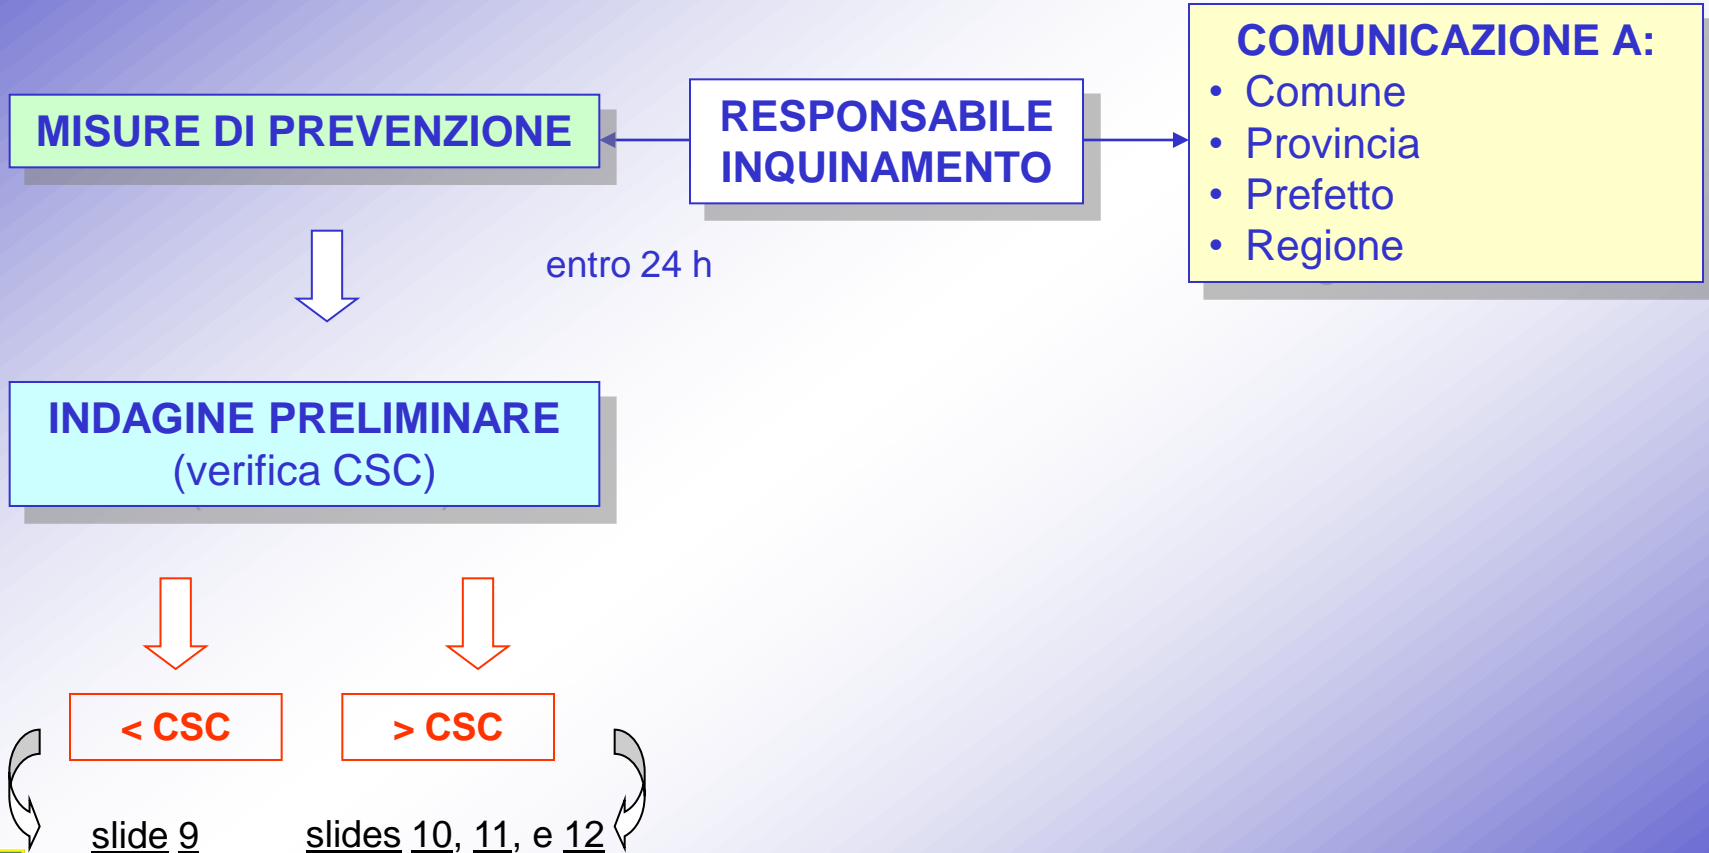 MISURE DI PREVENZIONE
RESPONSABILE
INQUINAMENTO
COMUNICAZIONE A:
• Comune
• Provincia
• Prefetto
• Regione
entro 24 h
INDAGINE PRELIMINARE
(verifica CSC)
< CSC
> CSC
slide 9
slides 10, 11, e 12